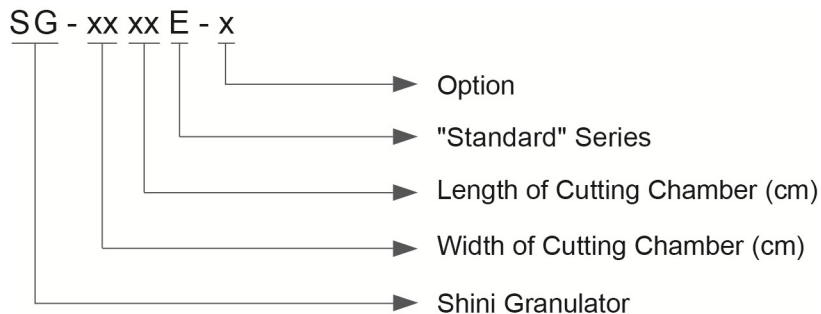 SG - xx xx E - x
Option
"Standard" Series
Length of Cutting Chamber (cm)
Width of Cutting Chamber (cm)
Shini Granulator